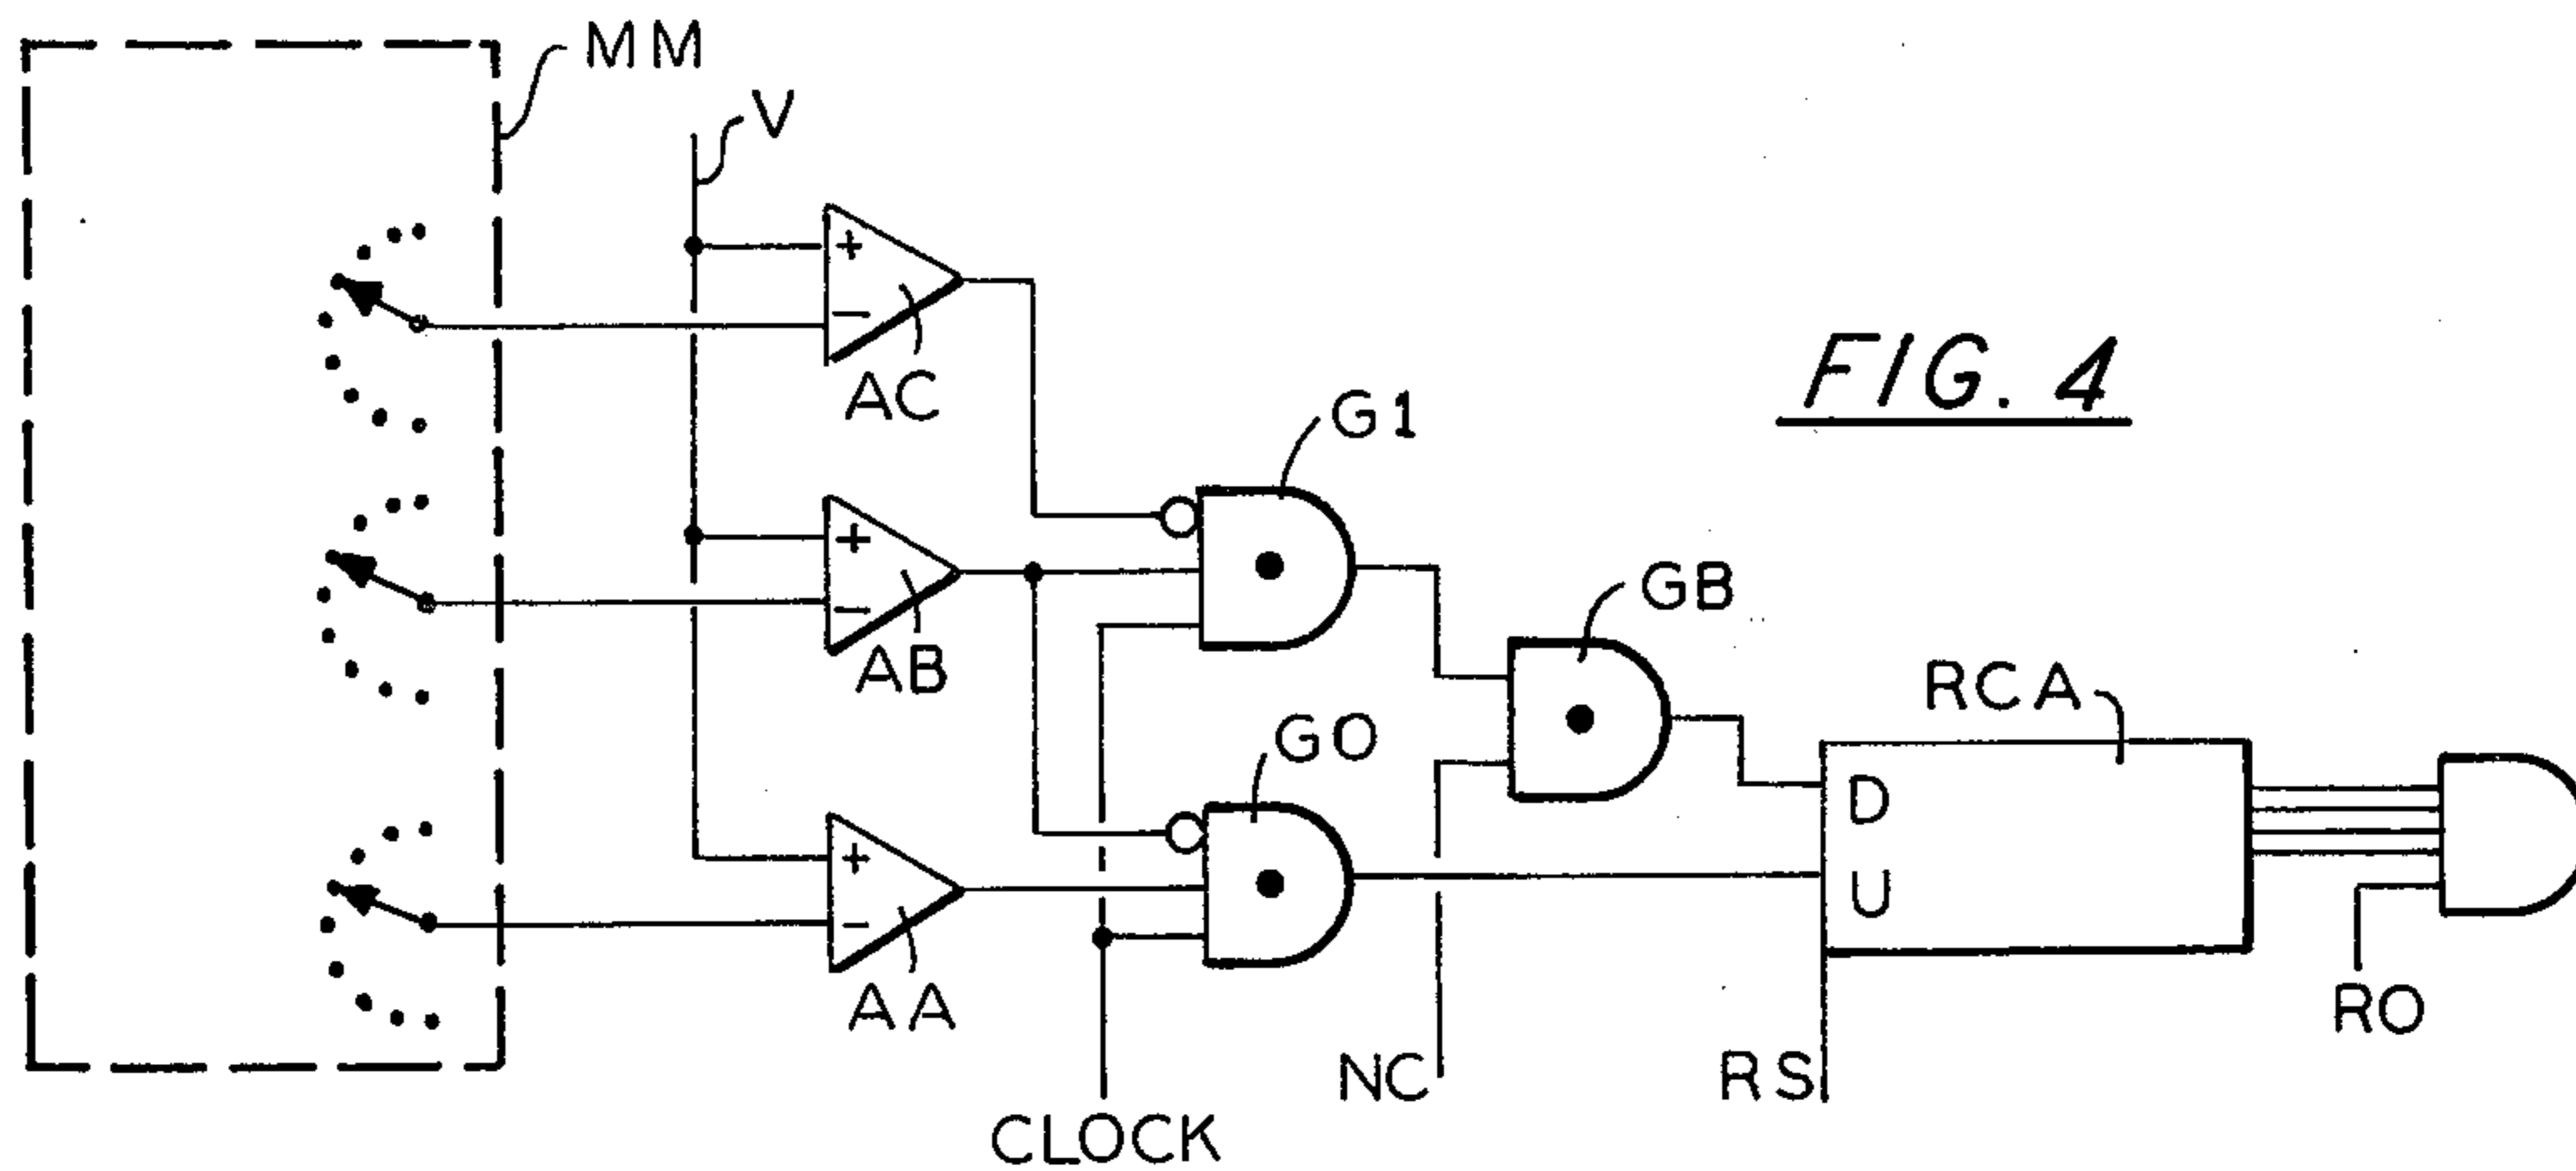 MM
V
+
−
AC
FIG. 4
G1
+
−
AB
GB
RCA
GO
D
+
−
U
AA
RO
NC
RS
CLOCK